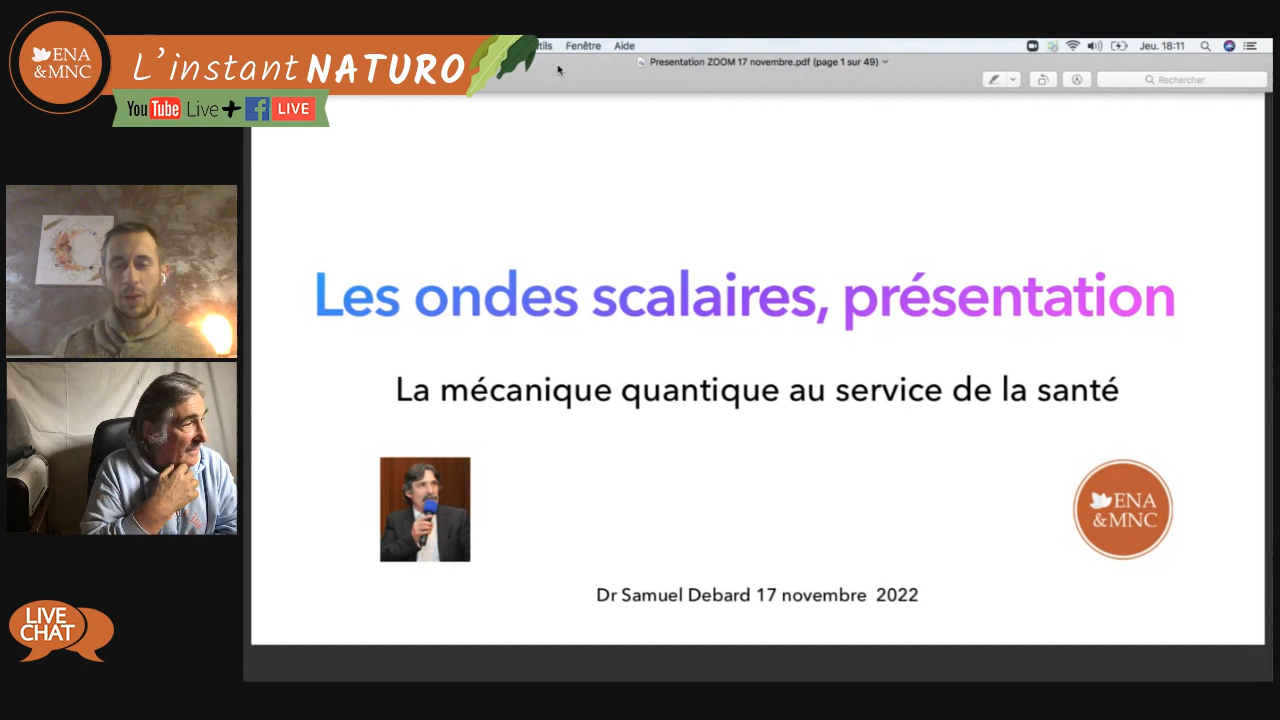 ENA
&MNC
L'instant NATURO
YouTube Live+ f LIVE
tils Fenêtre Aide
Jeu. 18:11
Presentation ZOOM 17 novembre.pdf (page 1 sur 49)
Rechercher
Les ondes scalaires, présentation
La mécanique quantique au service de la santé
ENA
&MNC
Dr Samuel Debard 17 novembre 2022
LIVE
CHAT